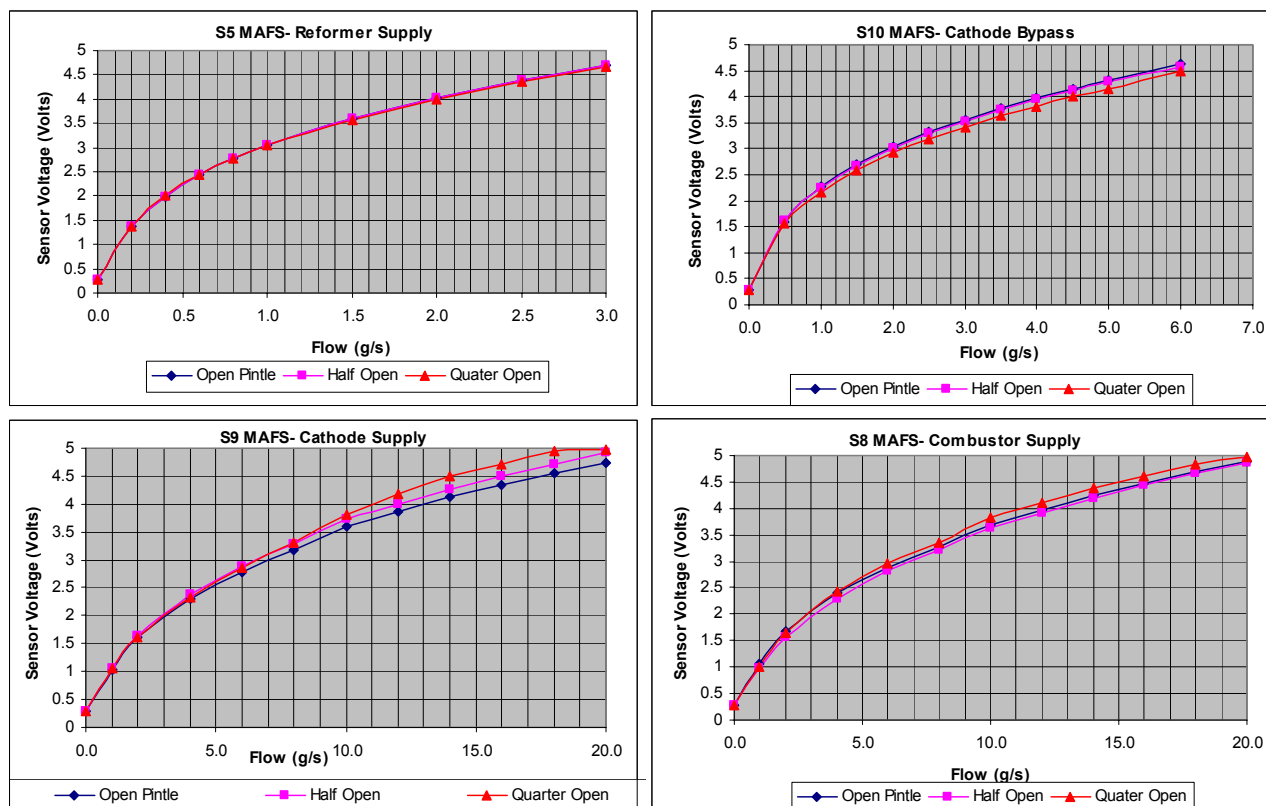 S5 MAFS- Reformer Supply
Sensor Voltage (Volts)
5
4.5
4
3.5
3
2.5
2
1.5
1
0.5
0
0.0 0.5 1.0 1.5 2.0 2.5 3.0
Flow (g/s)
Open Pintle Half Open Quater Open
S10 MAFS- Cathode Bypass
Sensor Voltage (Volts)
5
4.5
4
3.5
3
2.5
2
1.5
1
0.5
0
0.0 1.0 2.0 3.0 4.0 5.0 6.0 7.0
Flow (g/s)
Open Pintle Half Open Quater Open
S9 MAFS- Cathode Supply
Sensor Voltage (Volts)
5
4.5
4
3.5
3
2.5
2
1.5
1
0.5
0
0.0 5.0 10.0 15.0 20.0
Flow (g/s)
Open Pintle Half Open Quarter Open
S8 MAFS- Combustor Supply
Sensor Voltage (Volts)
5
4.5
4
3.5
3
2.5
2
1.5
1
0.5
0
0.0 5.0 10.0 15.0 20.0
Flow (g/s)
Open Pintle Half Open Quater Open